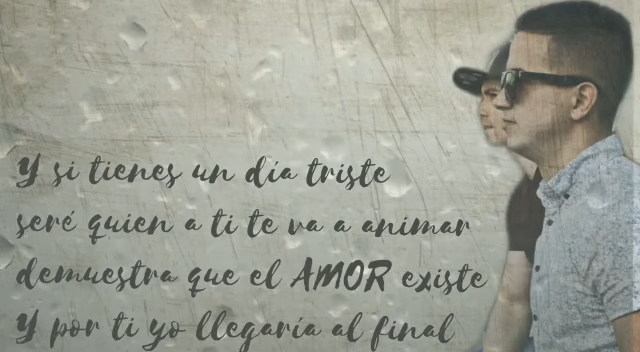 Y si tienes un día triste
seré quien a ti te va a animar
demuestra que el AMOR existe
Y por ti yo llegaría al final